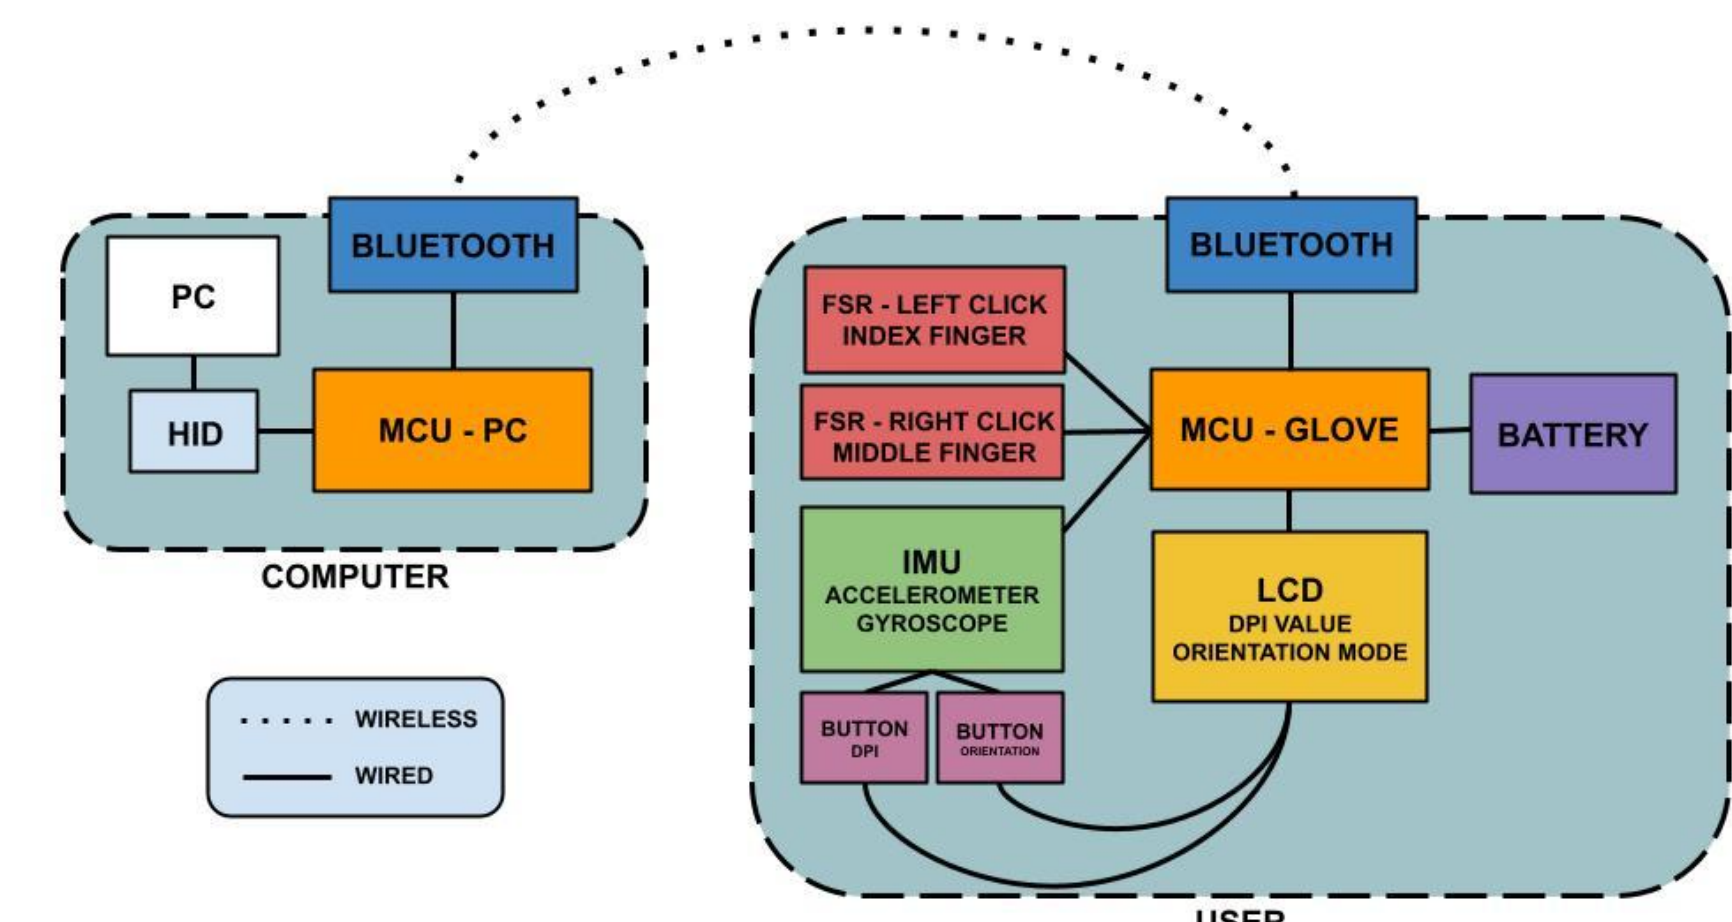 BLUETOOTH
PC
HID
MCU - PC
COMPUTER
WIRELESS
WIRED
BLUETOOTH
FSR - LEFT CLICK
INDEX FINGER
FSR - RIGHT CLICK
MIDDLE FINGER
MCU - GLOVE
BATTERY
IMU
ACCELEROMETER
GYROSCOPE
LCD
DPI VALUE
ORIENTATION MODE
BUTTON
DPI
BUTTON
ORIENTATION
USER